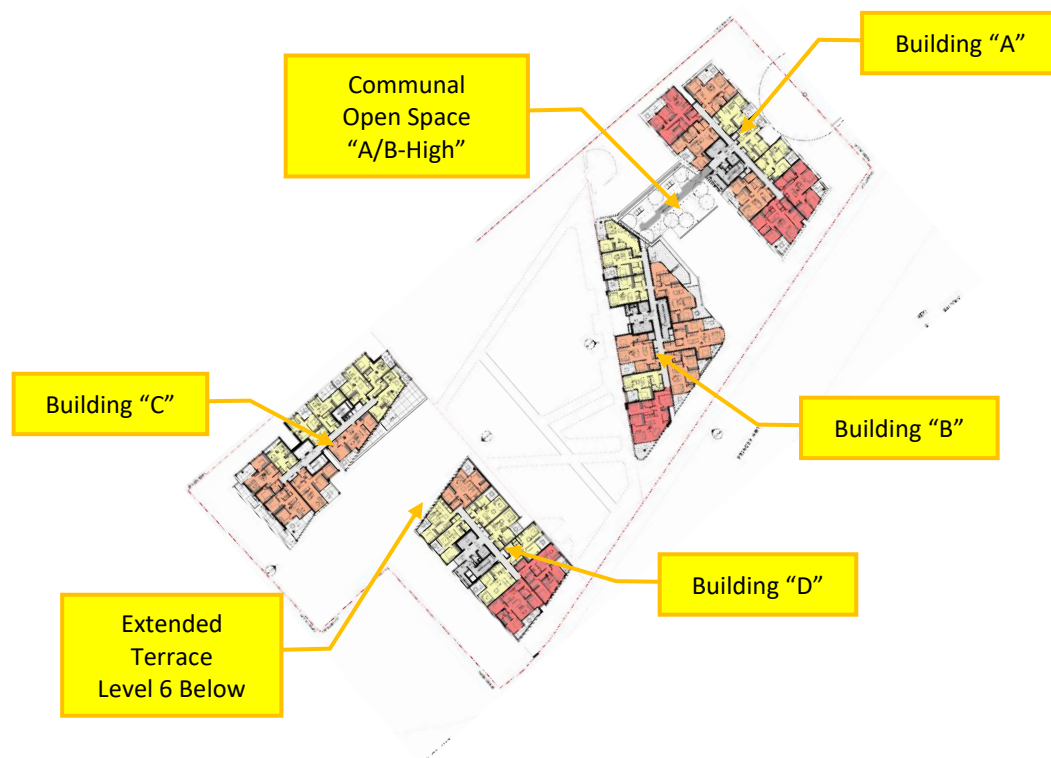 Building “A”
Communal
Open Space
“A/B-High”
Building “C”
Building “B”
Building “D”
Extended
Terrace
Level 6 Below